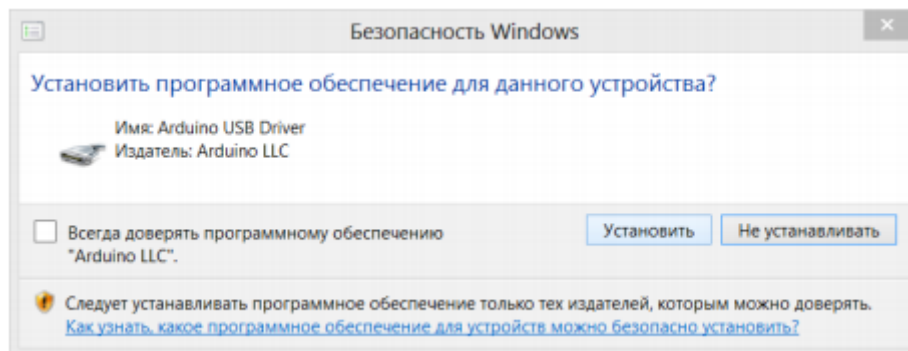 Безопасность Windows
Установить программное обеспечение для данного устройства?
Имя: Arduino USB Driver
Издатель: Arduino LLC
Всегда доверять программному обеспечению
"Arduino LLC".
Установить
Не устанавливать
Следует устанавливать программное обеспечение только тех издателей, которым можно доверять.
Как узнать, какое программное обеспечение для устройств можно безопасно установить?